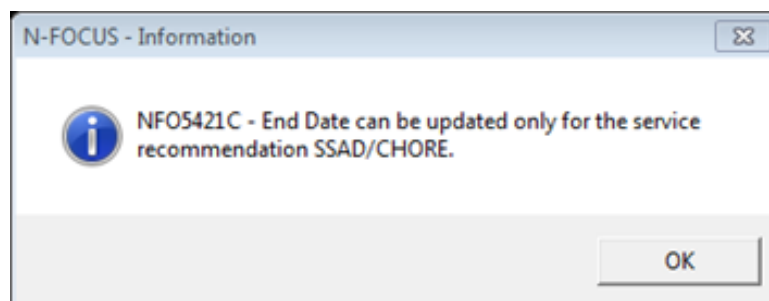 N-FOCUS - Information
NFO5421C - End Date can be updated only for the service
recommendation SSAD/CHORE.
OK